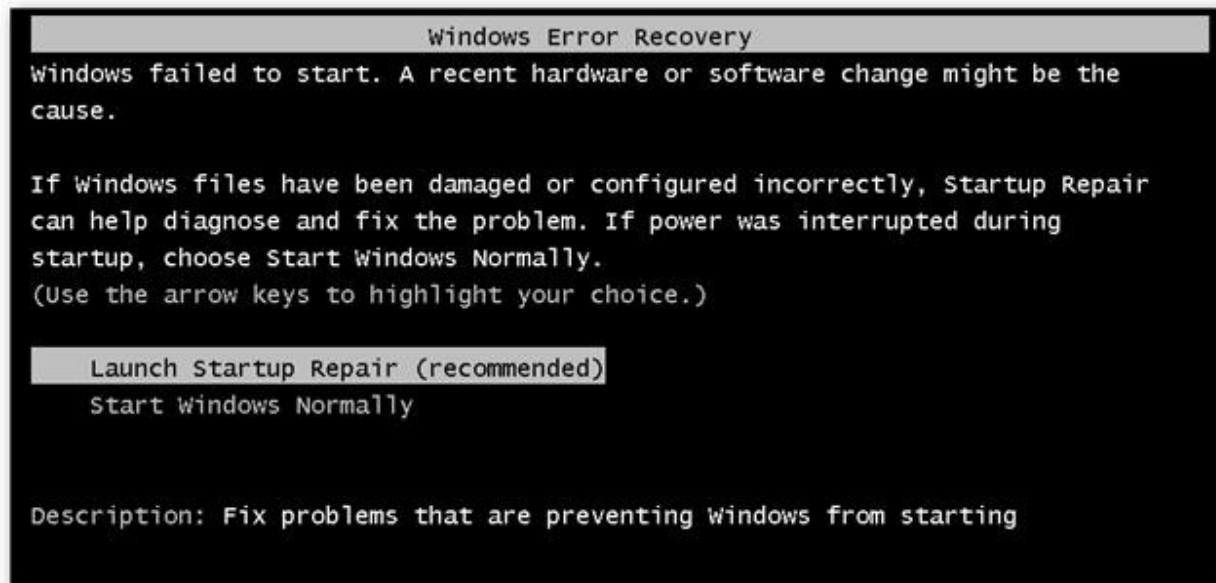 Windows Error Recovery
Windows failed to start. A recent hardware or software change might be the
cause.
If Windows files have been damaged or configured incorrectly, Startup Repair
can help diagnose and fix the problem. If power was interrupted during
startup, choose Start Windows Normally.
(Use the arrow keys to highlight your choice.)
Launch Startup Repair (recommended)
Start Windows Normally
Description: Fix problems that are preventing Windows from starting